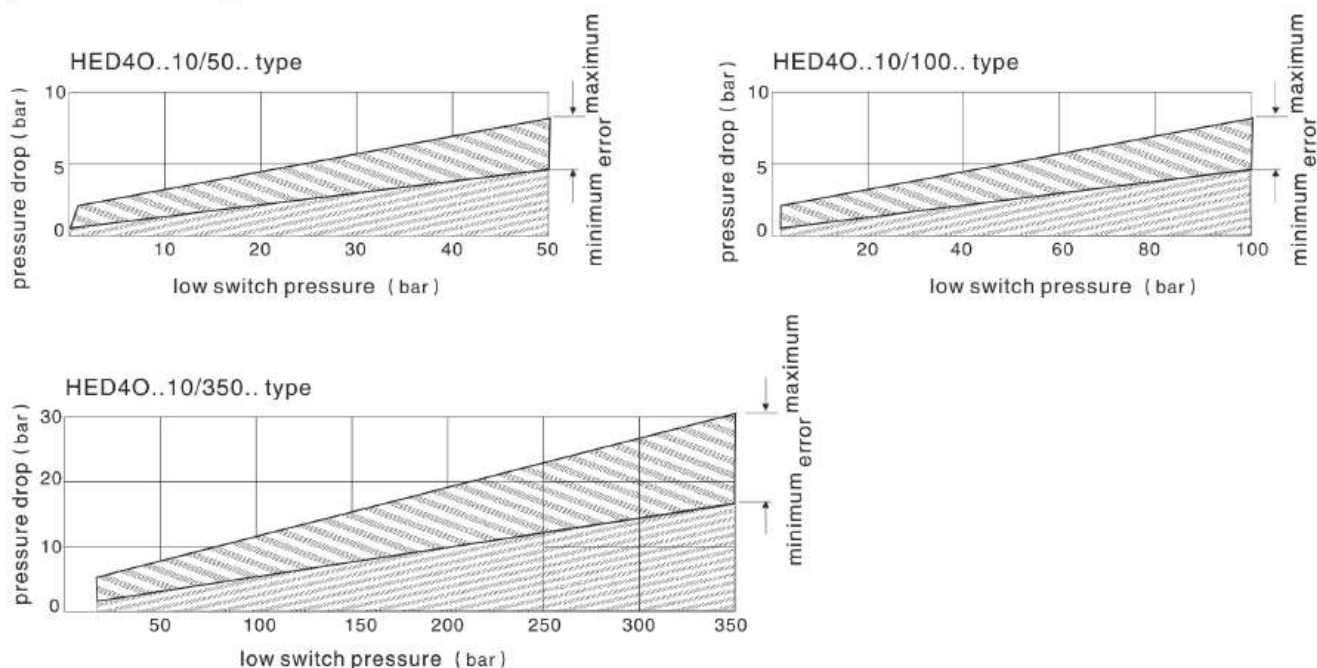 HED4O..10/50.. type
pressure drop (bar)
10
5
0
10 20 30 40 50
low switch pressure (bar)
minimum error maximum
HED4O..10/100.. type
pressure drop (bar)
10
5
0
20 40 60 80 100
low switch pressure (bar)
minimum error maximum
HED4O..10/350.. type
pressure drop (bar)
30
20
10
0
50 100 150 200 250 300 350
low switch pressure (bar)
minimum error maximum